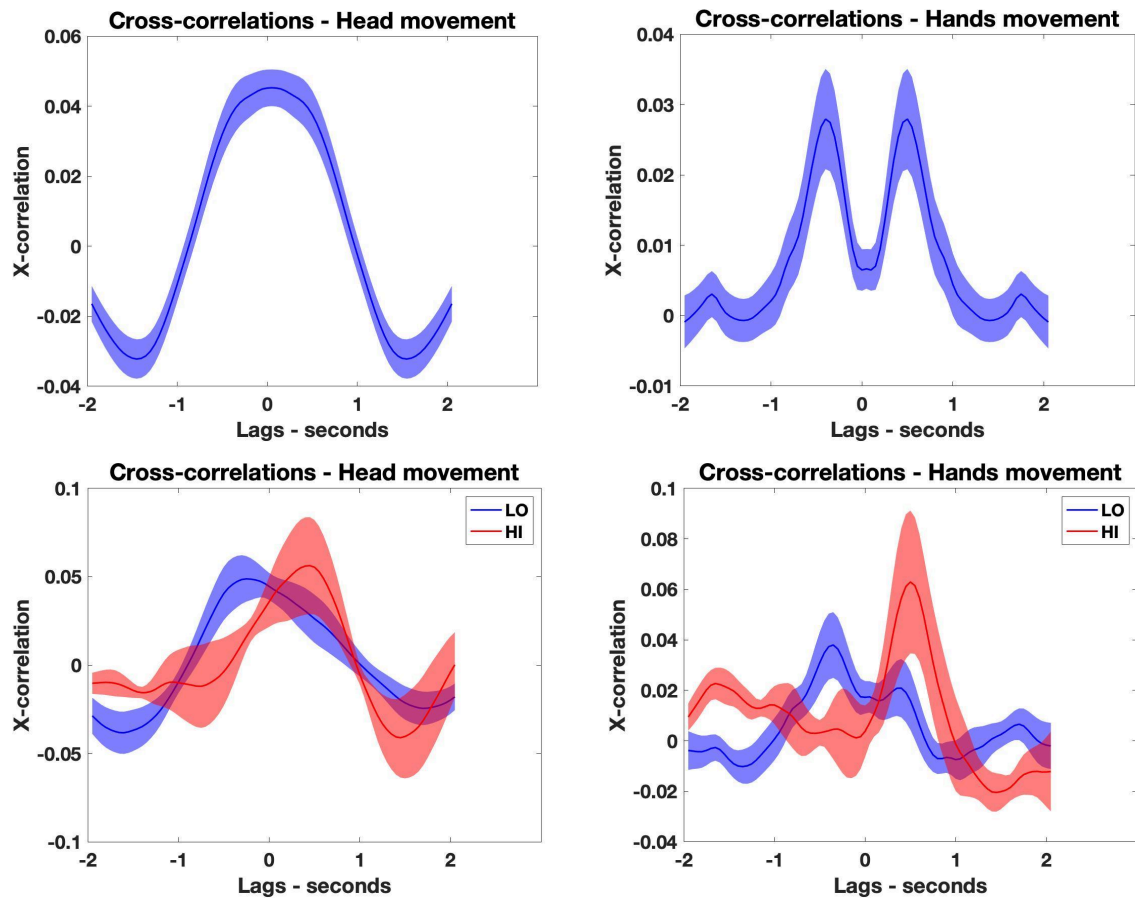 Cross-correlations - Head movement
0.06
0.04
0.02
0
-0.02
-0.04
X-correlation
-2 -1 0 1 2
Lags - seconds
Cross-correlations - Hands movement
0.04
0.03
0.02
0.01
0
-0.01
X-correlation
-2 -1 0 1 2
Lags - seconds
Cross-correlations - Head movement
0.1
0.05
0
-0.05
-0.1
X-correlation
LO
HI
-2 -1 0 1 2
Lags - seconds
Cross-correlations - Hands movement
0.1
0.08
0.06
0.04
0.02
0
-0.02
-0.04
X-correlation
LO
HI
-2 -1 0 1 2
Lags - seconds